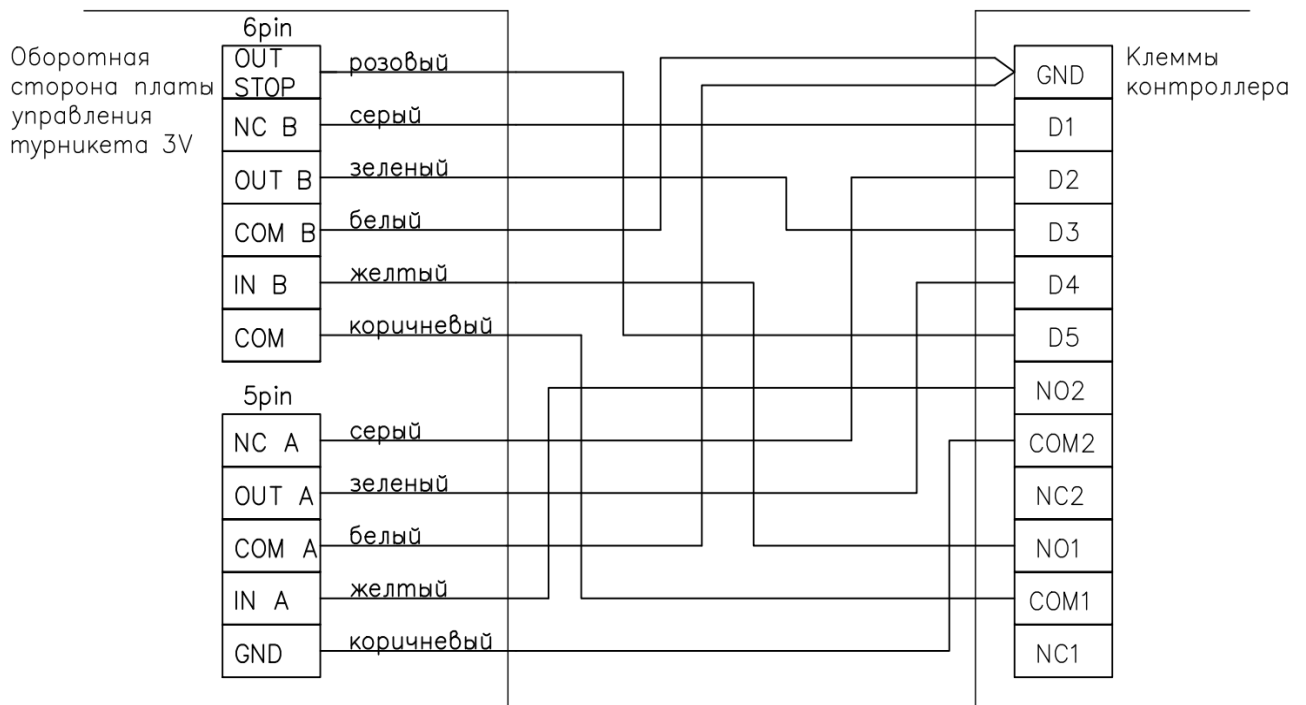 Оборотная
сторона платы
управления
турникета 3V
6pin
OUT
STOP
розовый
NC B
серый
OUT B
зеленый
COM B
белый
IN B
желтый
COM
коричневый
5pin
NC A
серый
OUT A
зеленый
COM A
белый
IN A
желтый
GND
коричневый
GND
D1
D2
D3
D4
D5
NO2
COM2
NC2
NO1
COM1
NC1
Клеммы
контроллера